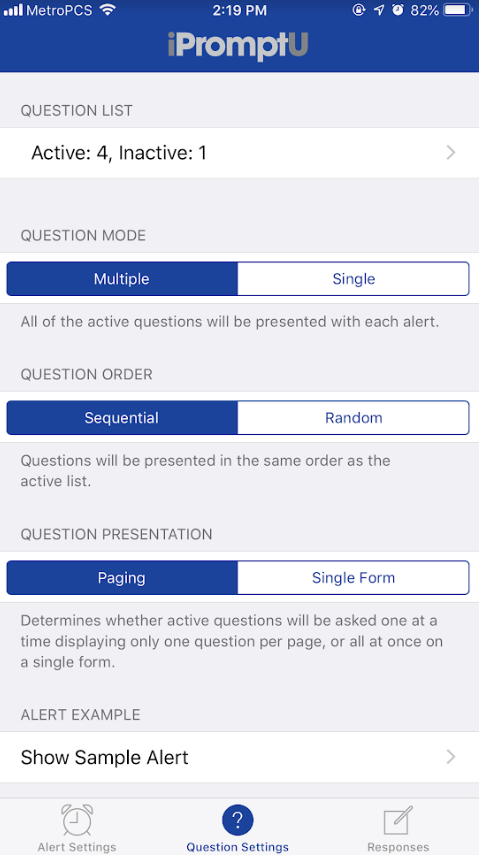 MetroPCS 2:19 PM 82%
iPromptU
QUESTION LIST
Active: 4, Inactive: 1
QUESTION MODE
Multiple Single
All of the active questions will be presented with each alert.
QUESTION ORDER
Sequential Random
Questions will be presented in the same order as the
active list.
QUESTION PRESENTATION
Paging Single Form
Determines whether active questions will be asked one at a
time displaying only one question per page, or all at once on
a single form.
ALERT EXAMPLE
Show Sample Alert
?
Alert Settings Question Settings Responses